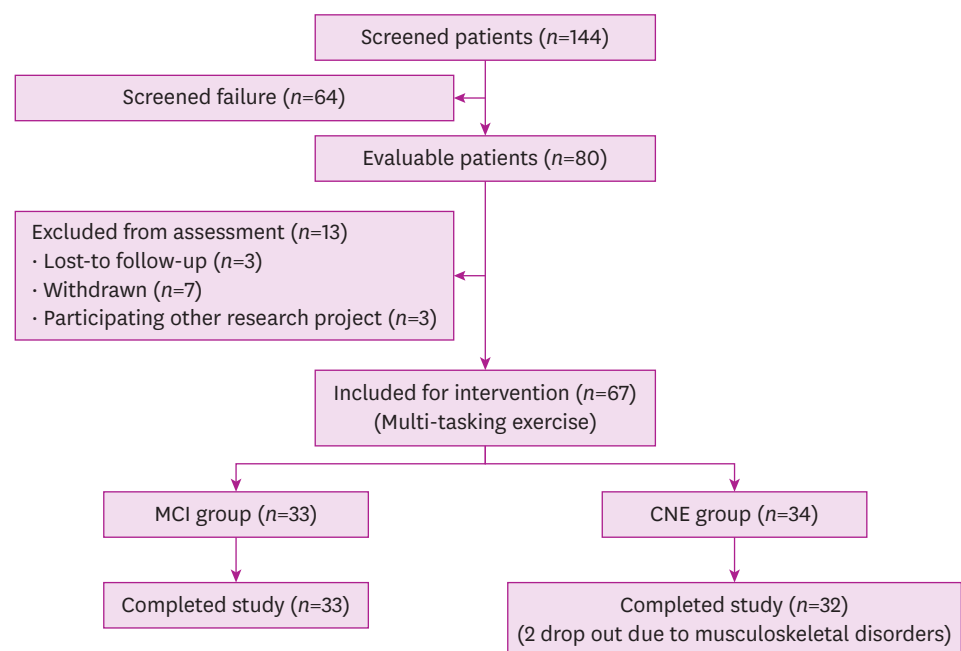 Screened patients (n=144)
Screened failure (n=64)
Evaluable patients (n=80)
Excluded from assessment (n=13)
· Lost-to follow-up (n=3)
· Withdrawn (n=7)
· Participating other research project (n=3)
Included for intervention (n=67)
(Multi-tasking exercise)
MCI group (n=33)
CNE group (n=34)
Completed study (n=33)
Completed study (n=32)
(2 drop out due to musculoskeletal disorders)